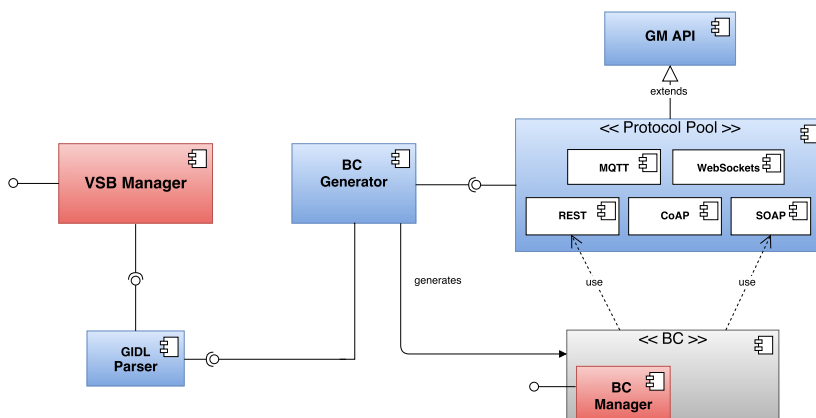 GM API
extends
<< Protocol Pool >>
MQTT
WebSockets
REST
CoAP
SOAP
VSB Manager
BC
Generator
generates
use
use
GIDL
Parser
<< BC >>
BC
Manager